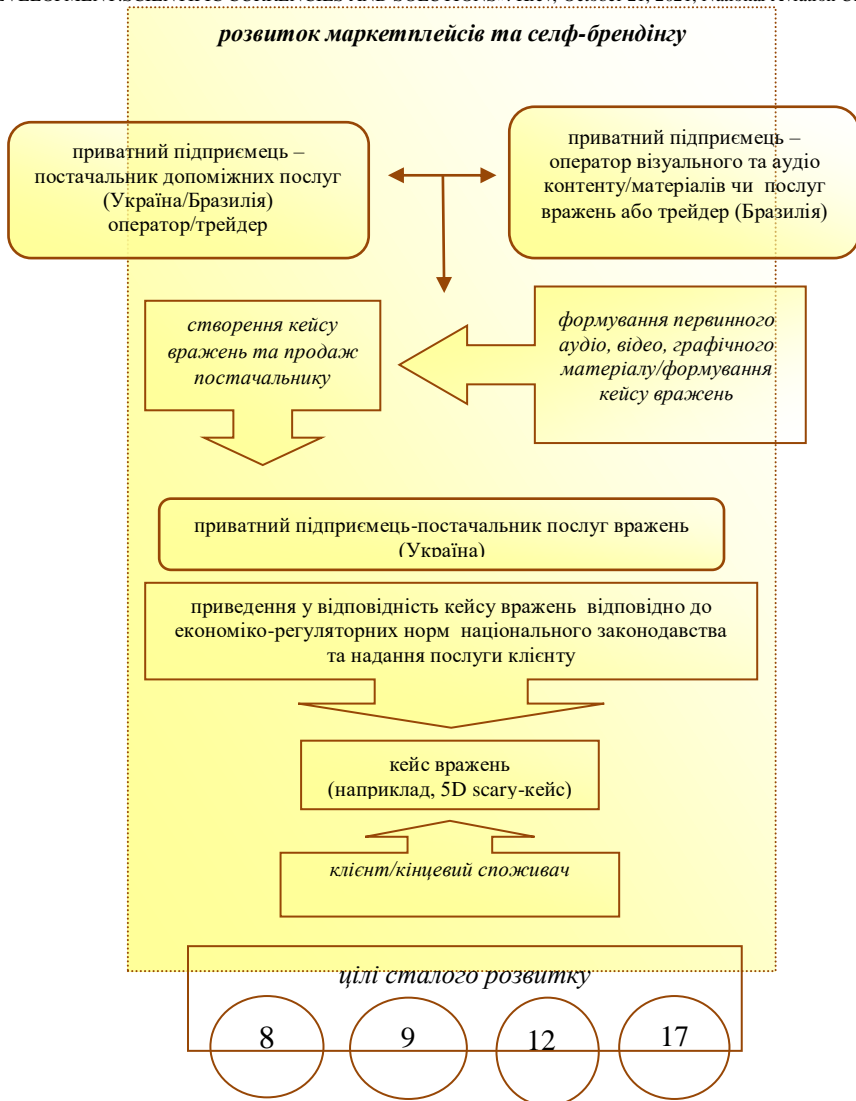 розвиток маркетплейсів та селф-брендінгу
приватний підприємець –
постачальник допоміжних послуг
(Україна/Бразилія)
оператор/трейдер
приватний підприємець –
оператор візуального та аудіо
контенту/матеріалів чи послуг
вражень або трейдер (Бразилія)
створення кейсу
вражень та продаж
постачальнику
формування первинного
аудіо, відео, графічного
матеріалу/формування
кейсу вражень
приватний підприємець-постачальник послуг вражень
(Україна)
приведення у відповідність кейсу вражень відповідно до
економіко-регуляторних норм національного законодавства
та надання послуги клієнту
кейс вражень
(наприклад, 5D scary-кейс)
клієнт/кінцевий споживач
цілі сталого розвитку
8 9 12 17